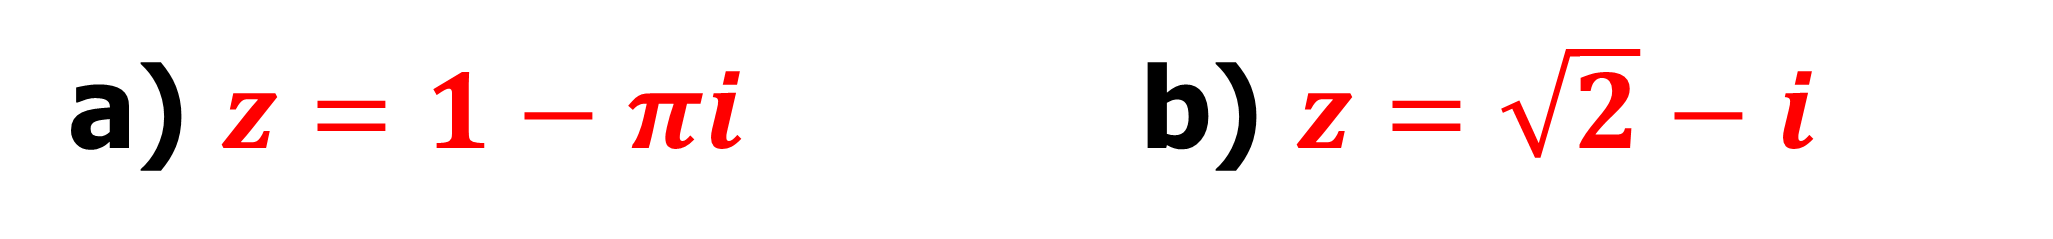 a) z = 1 − πi b) z = √2 − i